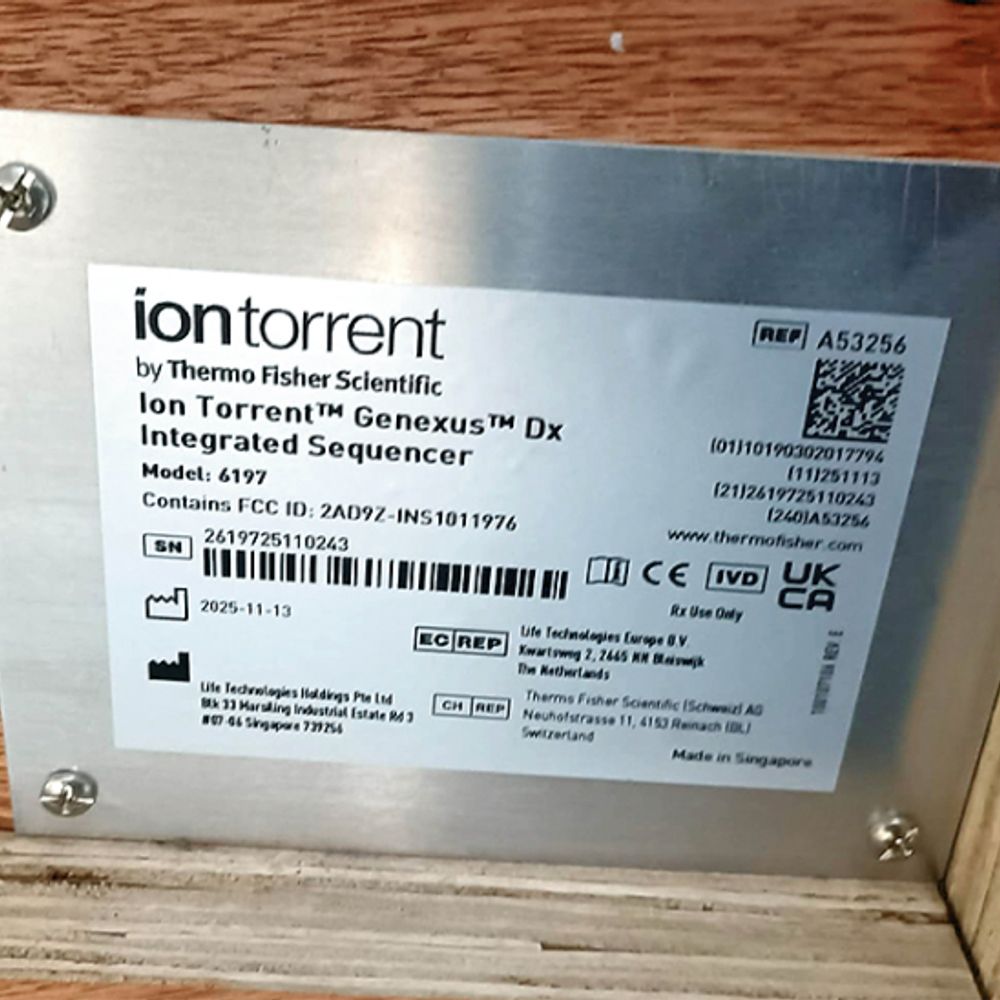 iontorrent
by Thermo Fisher Scientific
Ion Torrent™ Genexus™ Dx
Integrated Sequencer
Model: 6197
Contains FCC ID: 2AD9Z-INS1011976
SN 2619725110243
2025-11-13
Life Technologies Holdings Pte Ltd
Blk 33 Marsiling Industrial Estate Rd 3
#07-06 Singapore 739256
REF A53256
(01)10190302017794
(11)251113
(21)2619725110243
(240)A53256
www.thermofisher.com
CE IVD UK
CA
Rx Use Only
EC REP Life Technologies Europe B.V.
Kwartsweg 2, 2665 NN Bleiswijk
The Netherlands
CH REP Thermo Fisher Scientific (Schweiz) AG
Neuhofstrasse 11, 4153 Reinach (BL)
Switzerland
Made in Singapore